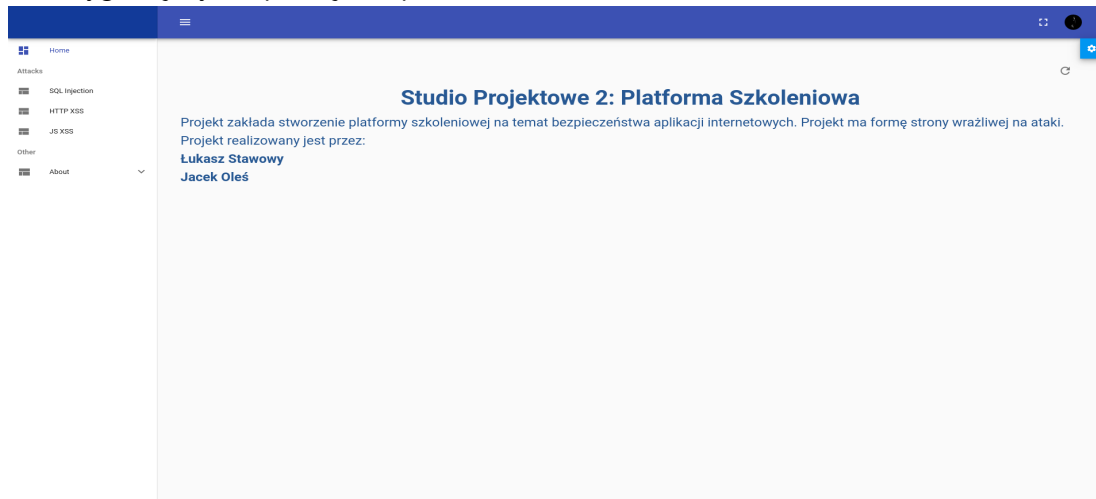 Home
Attacks
SQL Injection
HTTP XSS
JS XSS
Other
About
Studio Projektowe 2: Platforma Szkoleniowa
Projekt zakłada stworzenie platformy szkoleniowej na temat bezpieczeństwa aplikacji internetowych. Projekt ma formę strony wrażliwej na ataki.
Projekt realizowany jest przez:
Łukasz Stawowy
Jacek Oleś